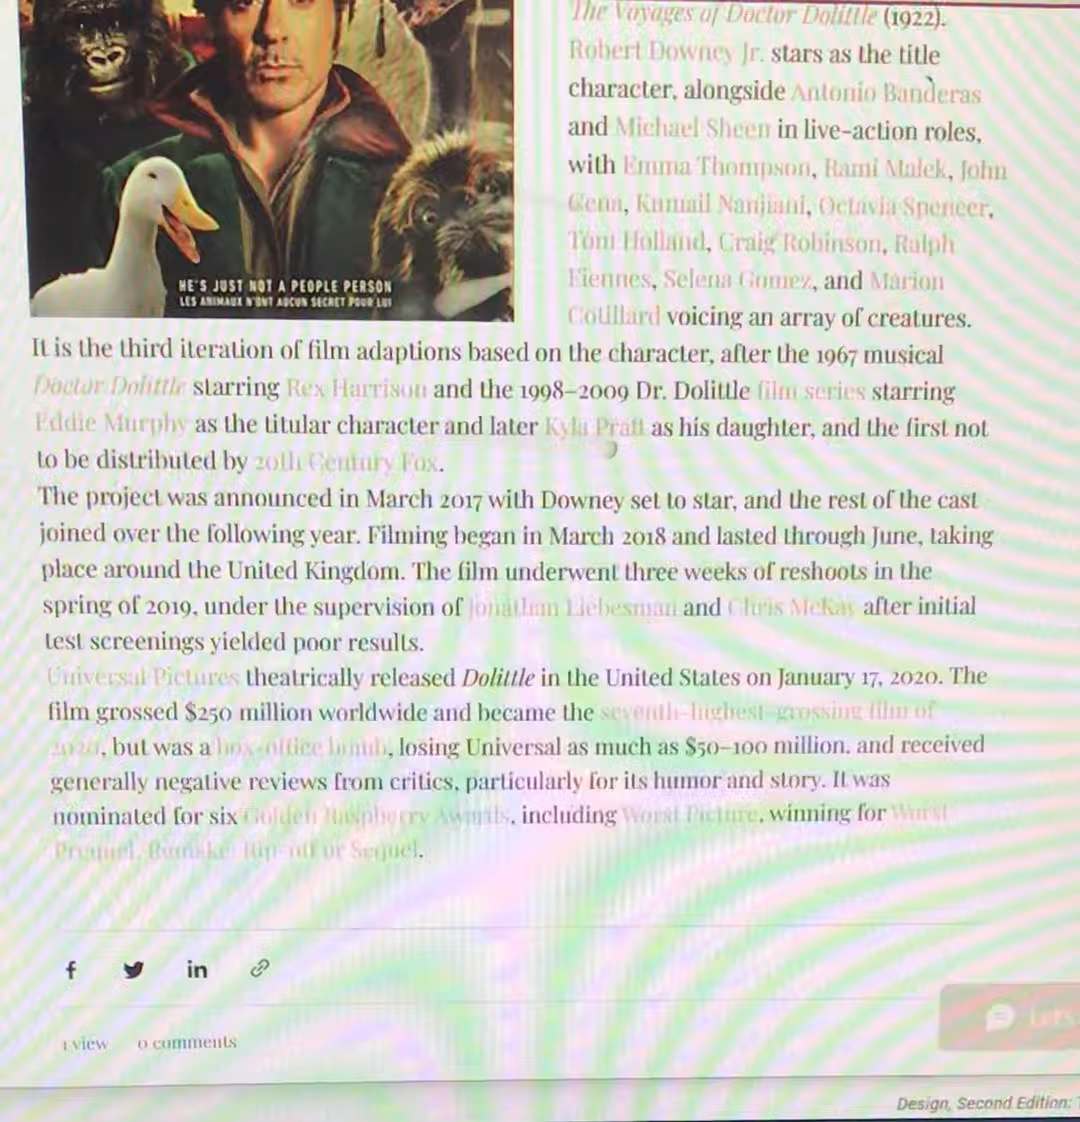 The Voyages of Doctor Dolittle (1922).
Robert Downey Jr. stars as the title
character, alongside Antonio Banderas
and Michael Sheen in live-action roles,
with Emma Thompson, Rami Malek, John
Cena, Kumail Nanjiani, Octavia Spencer,
Tom Holland, Craig Robinson, Ralph
Fiennes, Selena Gomez, and Marion
Cotillard voicing an array of creatures.
HE'S JUST NOT A PEOPLE PERSON
LES ANIMAUX N'ONT AUCUN SECRET POUR LUI
It is the third iteration of film adaptions based on the character, after the 1967 musical
Doctor Dolittle starring Rex Harrison and the 1998–2009 Dr. Dolittle film series starring
Eddie Murphy as the titular character and later Kyla Pratt as his daughter, and the first not
to be distributed by 20th Century Fox.
The project was announced in March 2017 with Downey set to star, and the rest of the cast
joined over the following year. Filming began in March 2018 and lasted through June, taking
place around the United Kingdom. The film underwent three weeks of reshoots in the
spring of 2019, under the supervision of Jonathan Liebesman and Chris McKay after initial
test screenings yielded poor results.
Universal Pictures theatrically released Dolittle in the United States on January 17, 2020. The
film grossed $250 million worldwide and became the seventh-highest-grossing film of
2020, but was a box-office bomb, losing Universal as much as $50–100 million. and received
generally negative reviews from critics, particularly for its humor and story. It was
nominated for six Golden Raspberry Awards, including Worst Picture, winning for Worst
Prequel, Remake, Rip-off or Sequel.
f in
1 view 0 comments
Let's
Design, Second Edition: